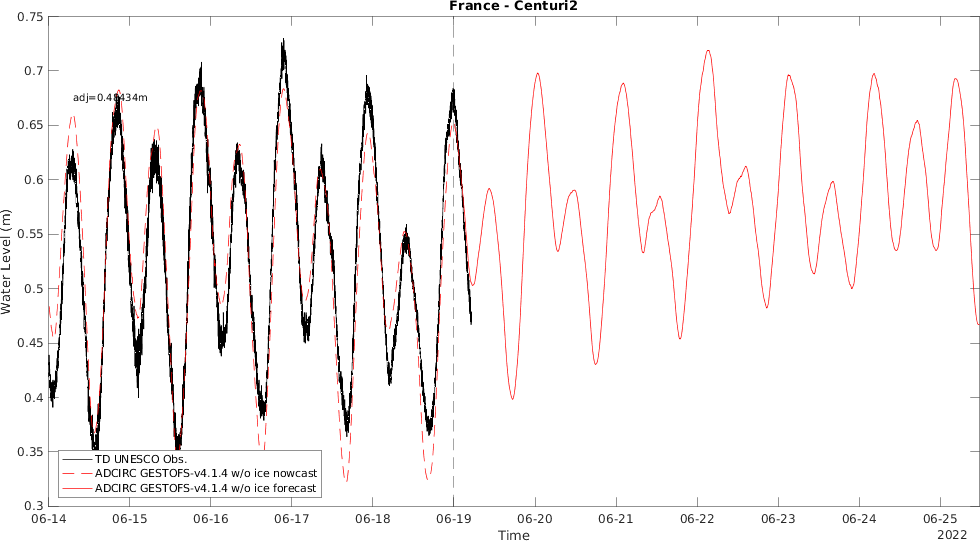 France - Centuri2
0.75
0.7
0.65
0.6
0.55
0.5
0.45
0.4
0.35
0.3
Water Level (m)
adj=0.48434m
TD UNESCO Obs.
ADCIRC GESTOFS-v4.1.4 w/o ice nowcast
ADCIRC GESTOFS-v4.1.4 w/o ice forecast
06-14 06-15 06-16 06-17 06-18 06-19 06-20 06-21 06-22 06-23 06-24 06-25
Time
2022